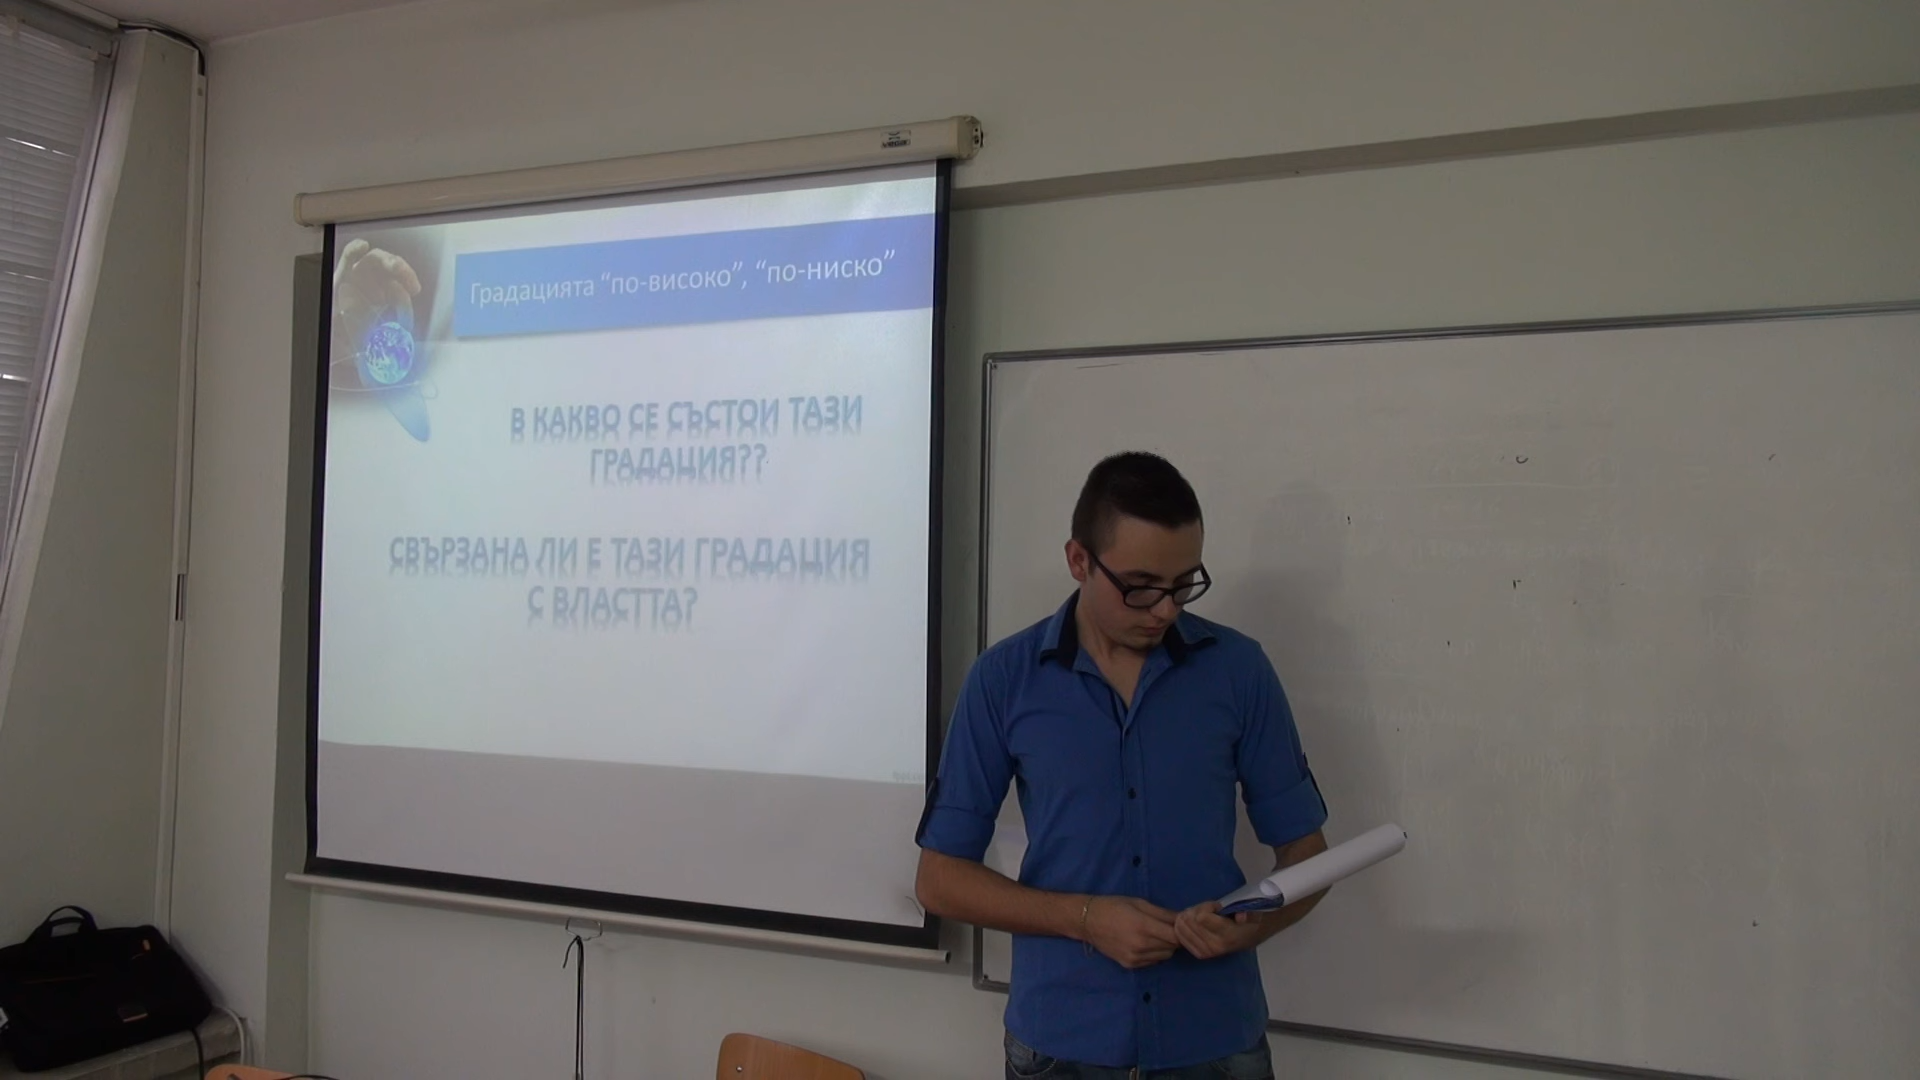 Градацията “по-високо”, “по-ниско”
В КАКВО СЕ СЪСТОИ ТАЗИ
ГРАДАЦИЯ??
СВЪРЗАНА ЛИ Е ТАЗИ ГРАДАЦИЯ
С ВЛАСТТА?